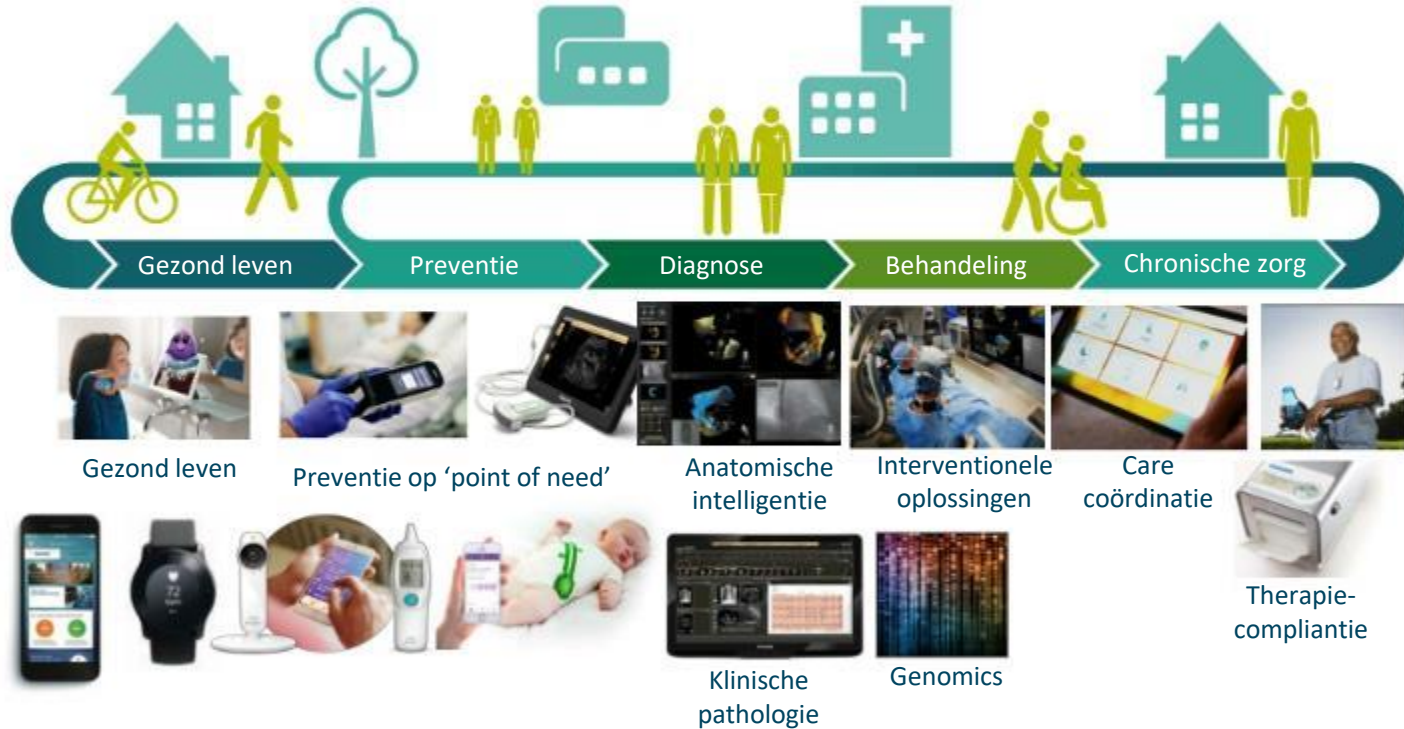 Gezond leven
Preventie
Diagnose
Behandeling
Chronische zorg
Gezond leven
Preventie op ‘point of need’
Anatomische
intelligentie
Interventionele
oplossingen
Care
coördinatie
72
Therapie-
compliantie
Klinische
pathologie
Genomics